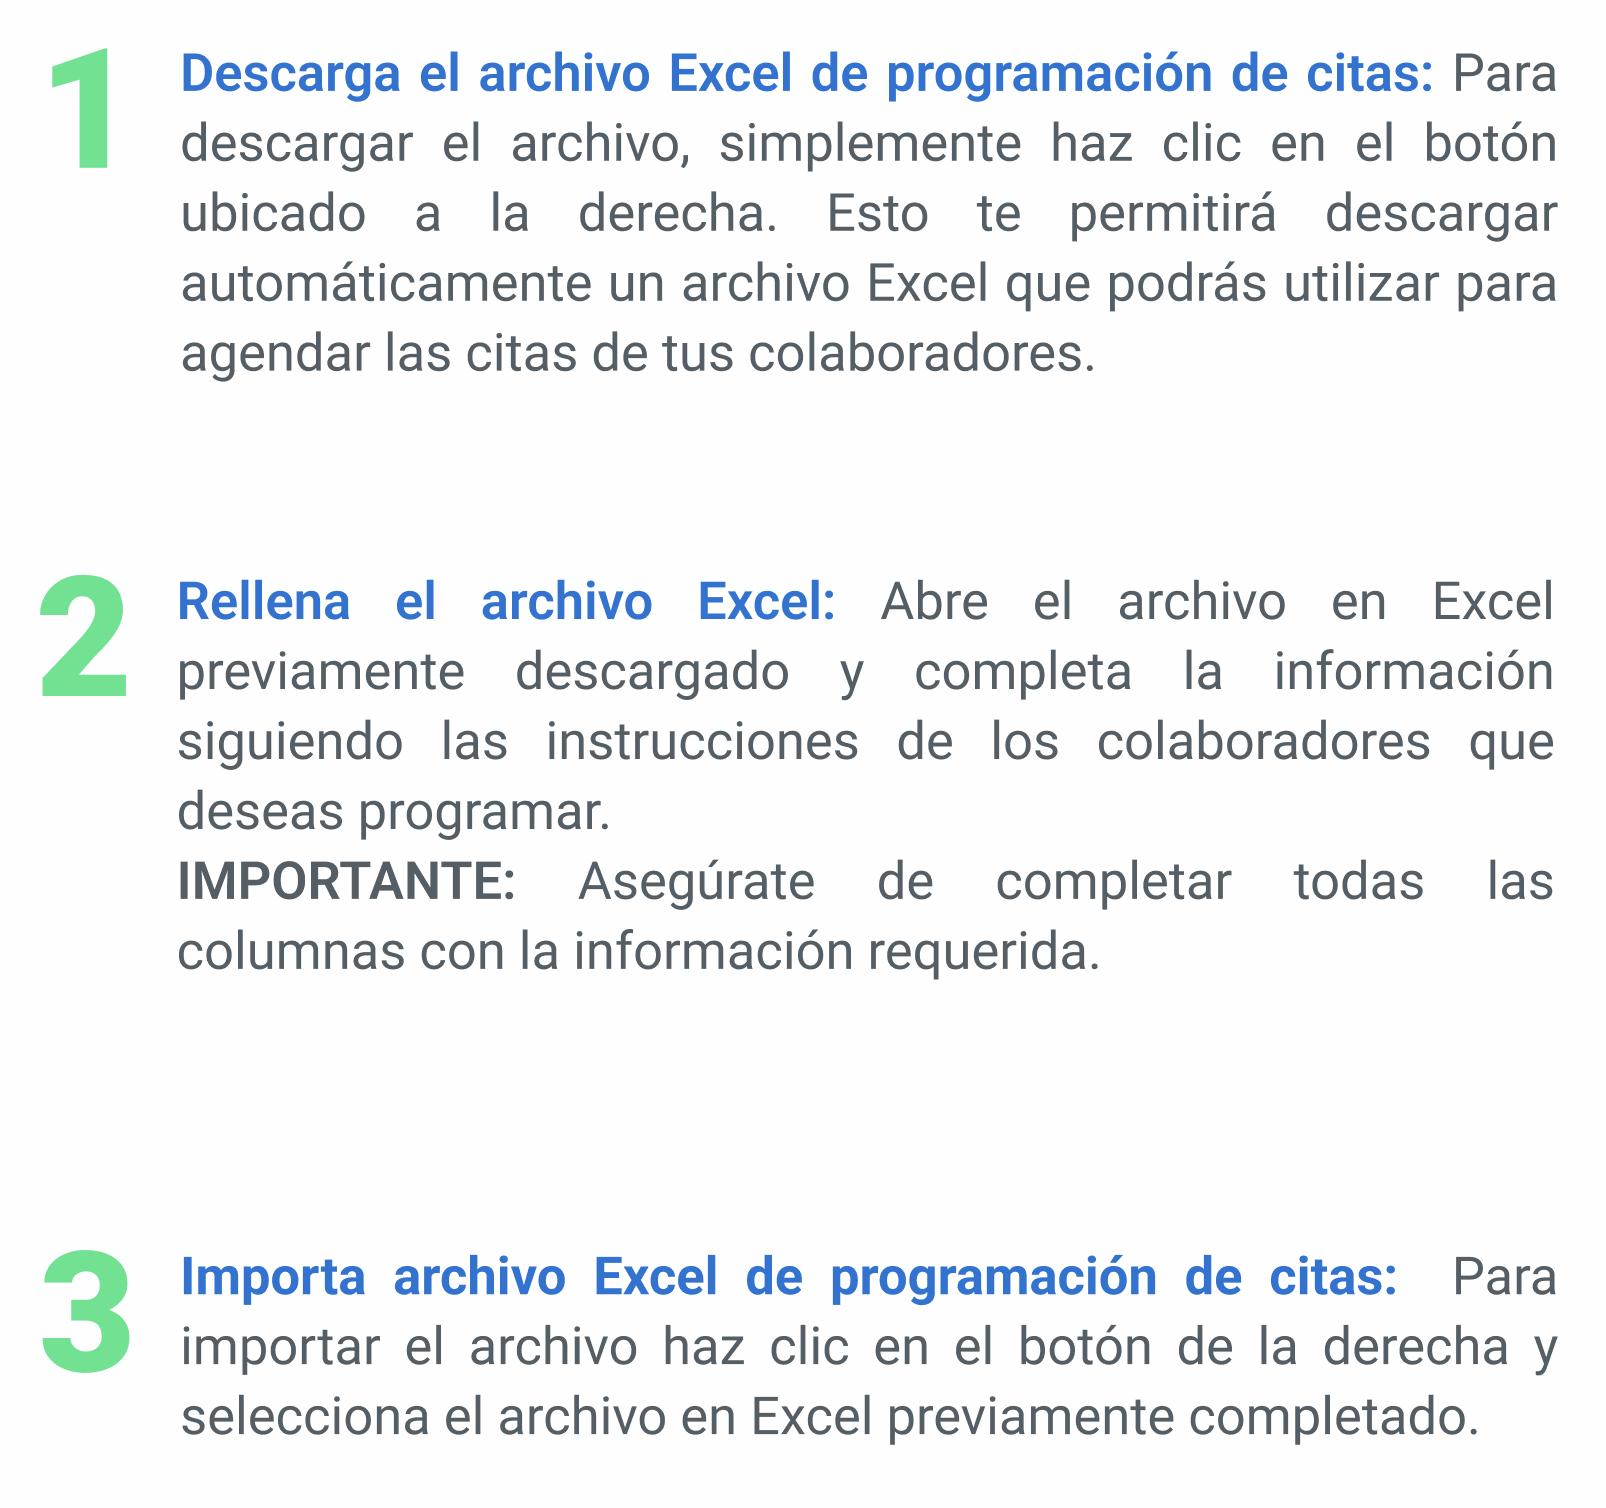 1
Descarga el archivo Excel de programación de citas: Para
descargar el archivo, simplemente haz clic en el botón
ubicado a la derecha. Esto te permitirá descargar
automáticamente un archivo Excel que podrás utilizar para
agendar las citas de tus colaboradores.
2
Rellena el archivo Excel: Abre el archivo en Excel
previamente descargado y completa la información
siguiendo las instrucciones de los colaboradores que
deseas programar.
IMPORTANTE: Asegúrate de completar todas las
columnas con la información requerida.
3
Importa archivo Excel de programación de citas: Para
importar el archivo haz clic en el botón de la derecha y
selecciona el archivo en Excel previamente completado.